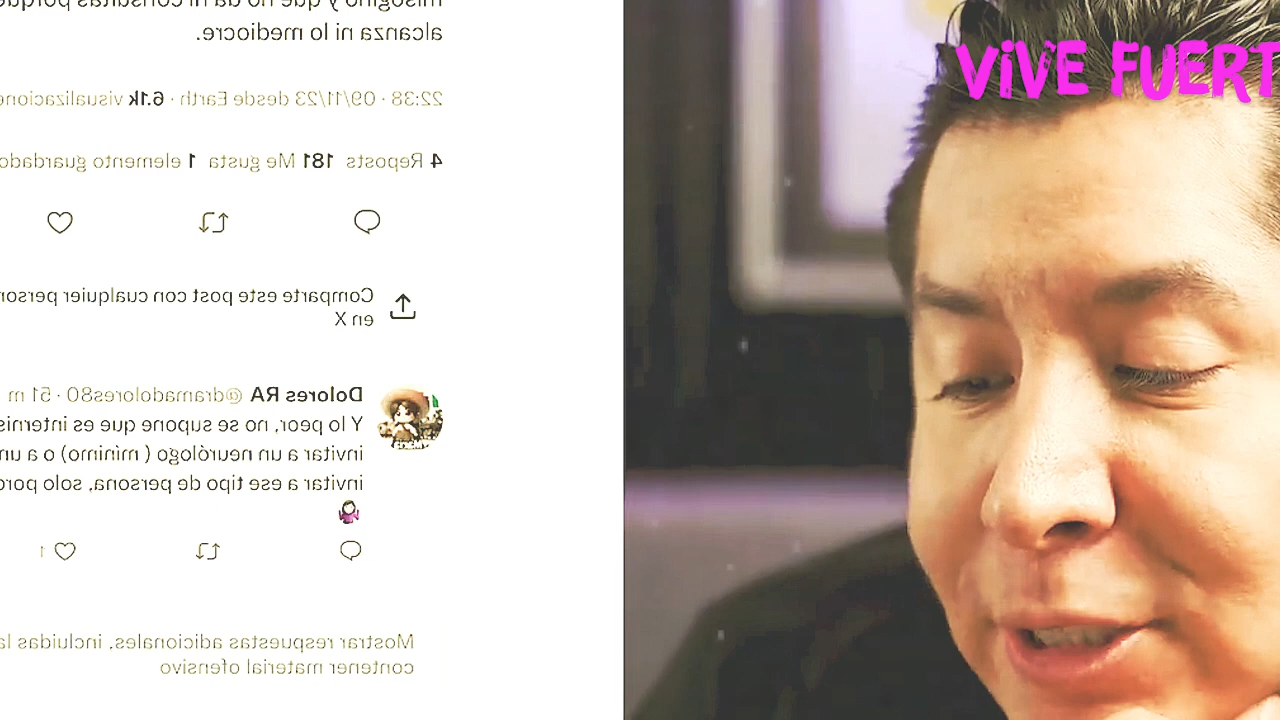 misógino y que no da ni consultas porque
alcanza ni lo mediocre.
22:38 · 09/11/23 desde Earth · 6.1k visualizacione
4 Reposts 181 Me gusta 1 elemento guardado
Comparte este post con cualquier person
en X
Dolores RA @dramadolores80 · 51 m
Y lo peor, no se supone que es internis
invitar a un neurólogo ( mínimo) o a un
invitar a ese tipo de persona, solo porq
1
Mostrar respuestas adicionales, incluidas la
contener material ofensivo
VIVE FUERT